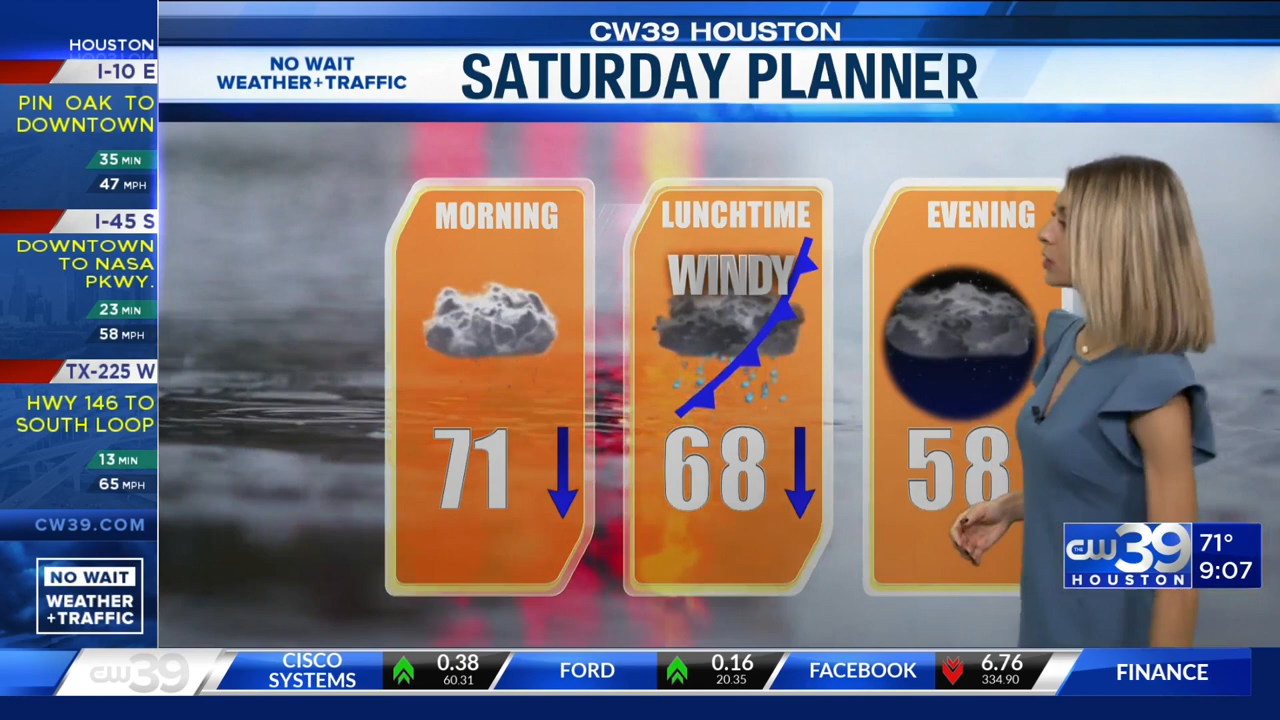 CW39 HOUSTON
NO WAIT
WEATHER+TRAFFIC
SATURDAY PLANNER
HOUSTON
I-10 E
PIN OAK TO
DOWNTOWN
35 MIN
47 MPH
I-45 S
DOWNTOWN
TO NASA
PKWY.
23 MIN
58 MPH
TX-225 W
HWY 146 TO
SOUTH LOOP
13 MIN
65 MPH
CW39.COM
NO WAIT
WEATHER
+TRAFFIC
MORNING
71
LUNCHTIME
WINDY
68
EVENING
58
THE CW39
HOUSTON
71°
9:07
cw39
CISCO
SYSTEMS
0.38
60.31
FORD
0.16
20.35
FACEBOOK
6.76
334.90
FINANCE